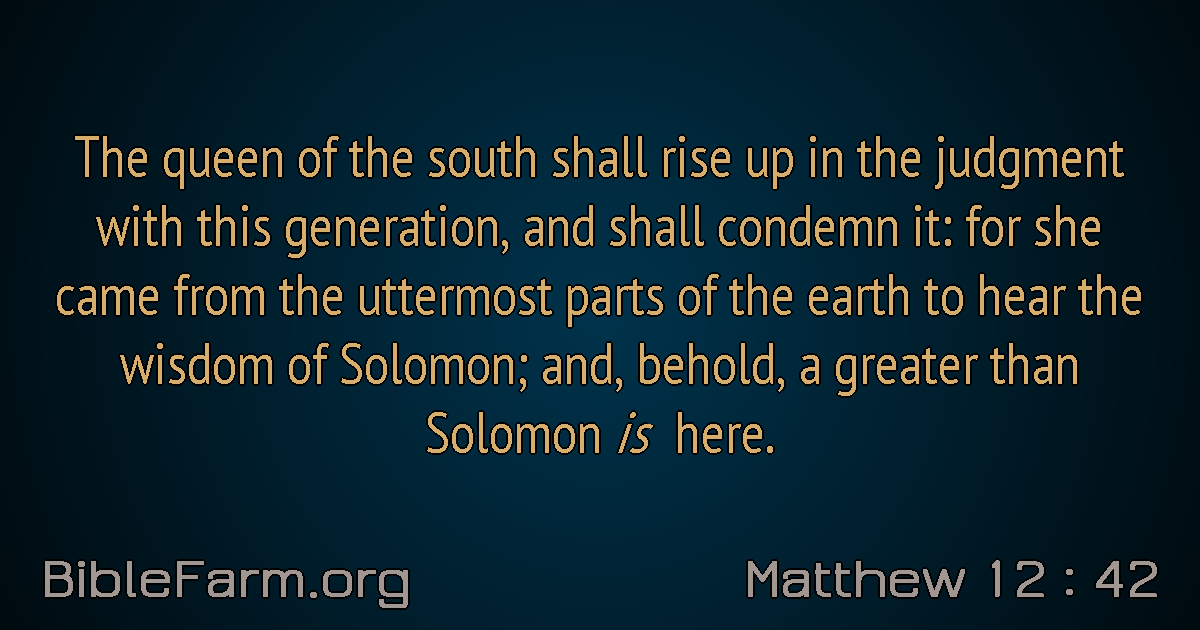 The queen of the south shall rise up in the judgment
with this generation, and shall condemn it: for she
came from the uttermost parts of the earth to hear the
wisdom of Solomon; and, behold, a greater than
Solomon is here.
BibleFarm.org
Matthew 12 : 42